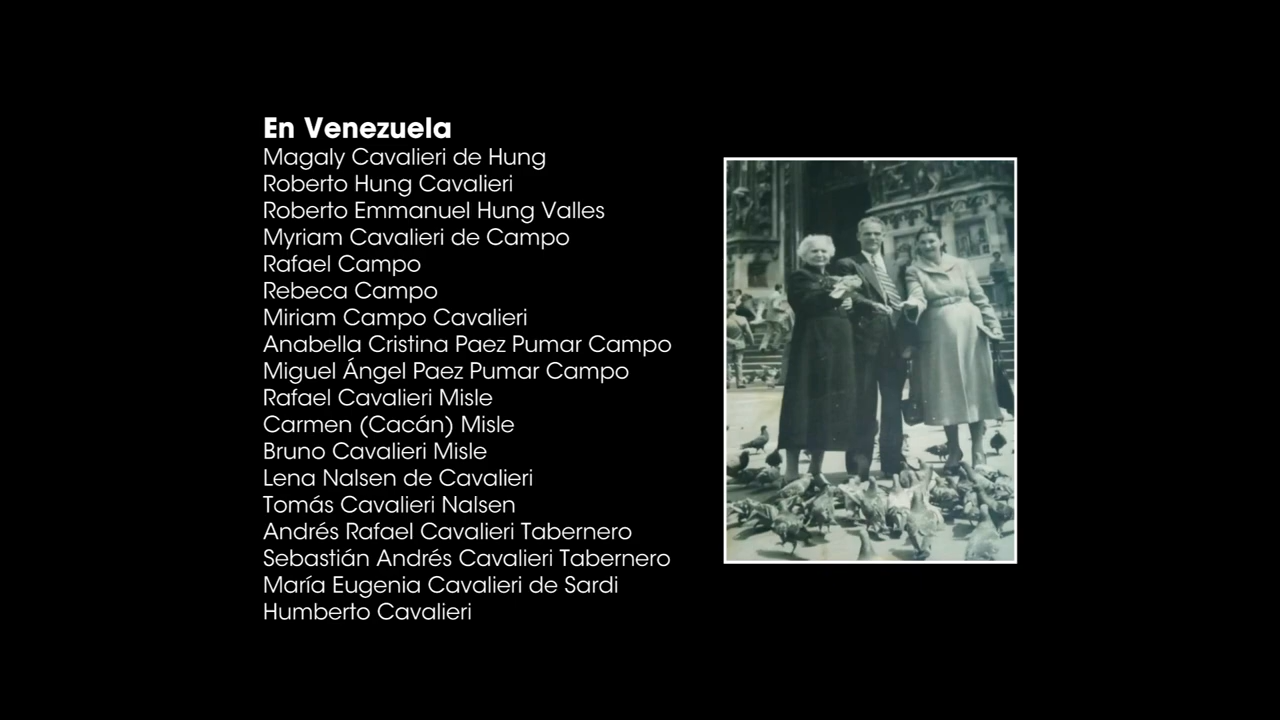 En Venezuela
Magaly Cavalieri de Hung
Roberto Hung Cavalieri
Roberto Emmanuel Hung Valles
Myriam Cavalieri de Campo
Rafael Campo
Rebeca Campo
Miriam Campo Cavalieri
Anabella Cristina Paez Pumar Campo
Miguel Ángel Paez Pumar Campo
Rafael Cavalieri Misle
Carmen (Cacán) Misle
Bruno Cavalieri Misle
Lena Nalsen de Cavalieri
Tomás Cavalieri Nalsen
Andrés Rafael Cavalieri Tabernero
Sebastián Andrés Cavalieri Tabernero
María Eugenia Cavalieri de Sardi
Humberto Cavalieri